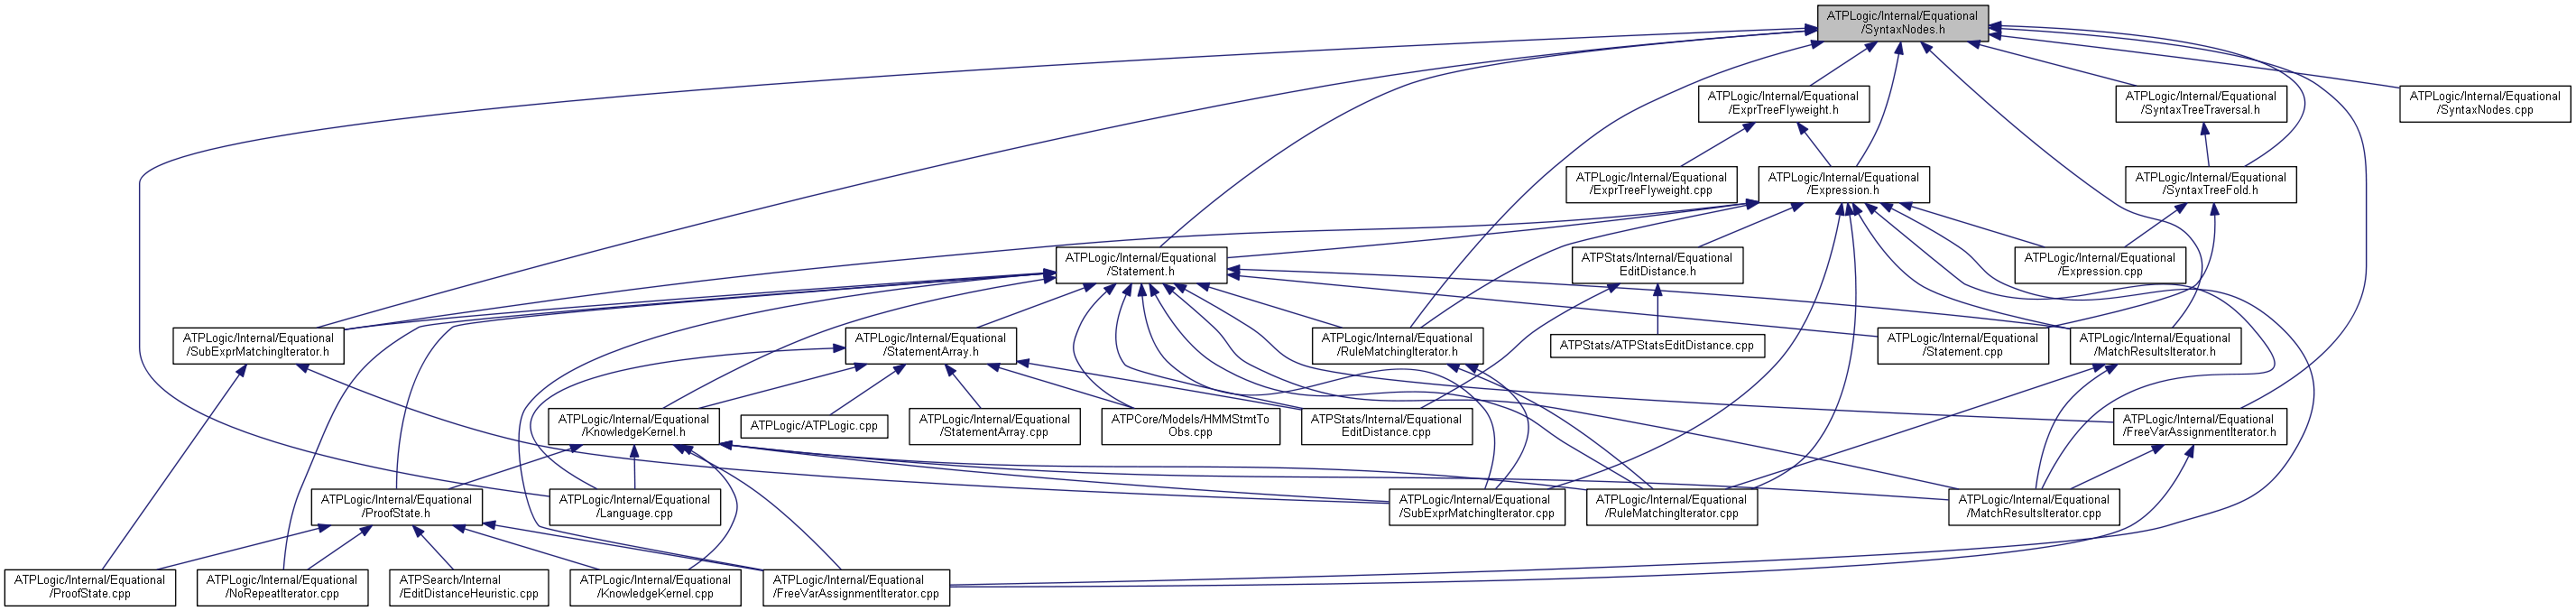 ATPLogic/Internal/Equational
/SyntaxNodes.h
ATPLogic/Internal/Equational
/ExprTreeFlyweight.h
ATPLogic/Internal/Equational
/SyntaxTreeTraversal.h
ATPLogic/Internal/Equational
/SyntaxNodes.cpp
ATPLogic/Internal/Equational
/ExprTreeFlyweight.cpp
ATPLogic/Internal/Equational
/Expression.h
ATPLogic/Internal/Equational
/SyntaxTreeFold.h
ATPLogic/Internal/Equational
/Statement.h
ATPStats/Internal/Equational
EditDistance.h
ATPLogic/Internal/Equational
/Expression.cpp
ATPLogic/Internal/Equational
/SubExprMatchingIterator.h
ATPLogic/Internal/Equational
/StatementArray.h
ATPLogic/Internal/Equational
/RuleMatchingIterator.h
ATPStats/ATPStatsEditDistance.cpp
ATPLogic/Internal/Equational
/Statement.cpp
ATPLogic/Internal/Equational
/MatchResultsIterator.h
ATPLogic/Internal/Equational
/KnowledgeKernel.h
ATPLogic/ATPLogic.cpp
ATPLogic/Internal/Equational
/StatementArray.cpp
ATPCore/Models/HMMStmtTo
Obs.cpp
ATPStats/Internal/Equational
EditDistance.cpp
ATPLogic/Internal/Equational
/FreeVarAssignmentIterator.h
ATPLogic/Internal/Equational
/ProofState.h
ATPLogic/Internal/Equational
/Language.cpp
ATPLogic/Internal/Equational
/SubExprMatchingIterator.cpp
ATPLogic/Internal/Equational
/RuleMatchingIterator.cpp
ATPLogic/Internal/Equational
/MatchResultsIterator.cpp
ATPLogic/Internal/Equational
/ProofState.cpp
ATPLogic/Internal/Equational
/NoRepeatIterator.cpp
ATPSearch/Internal
/EditDistanceHeuristic.cpp
ATPLogic/Internal/Equational
/KnowledgeKernel.cpp
ATPLogic/Internal/Equational
/FreeVarAssignmentIterator.cpp